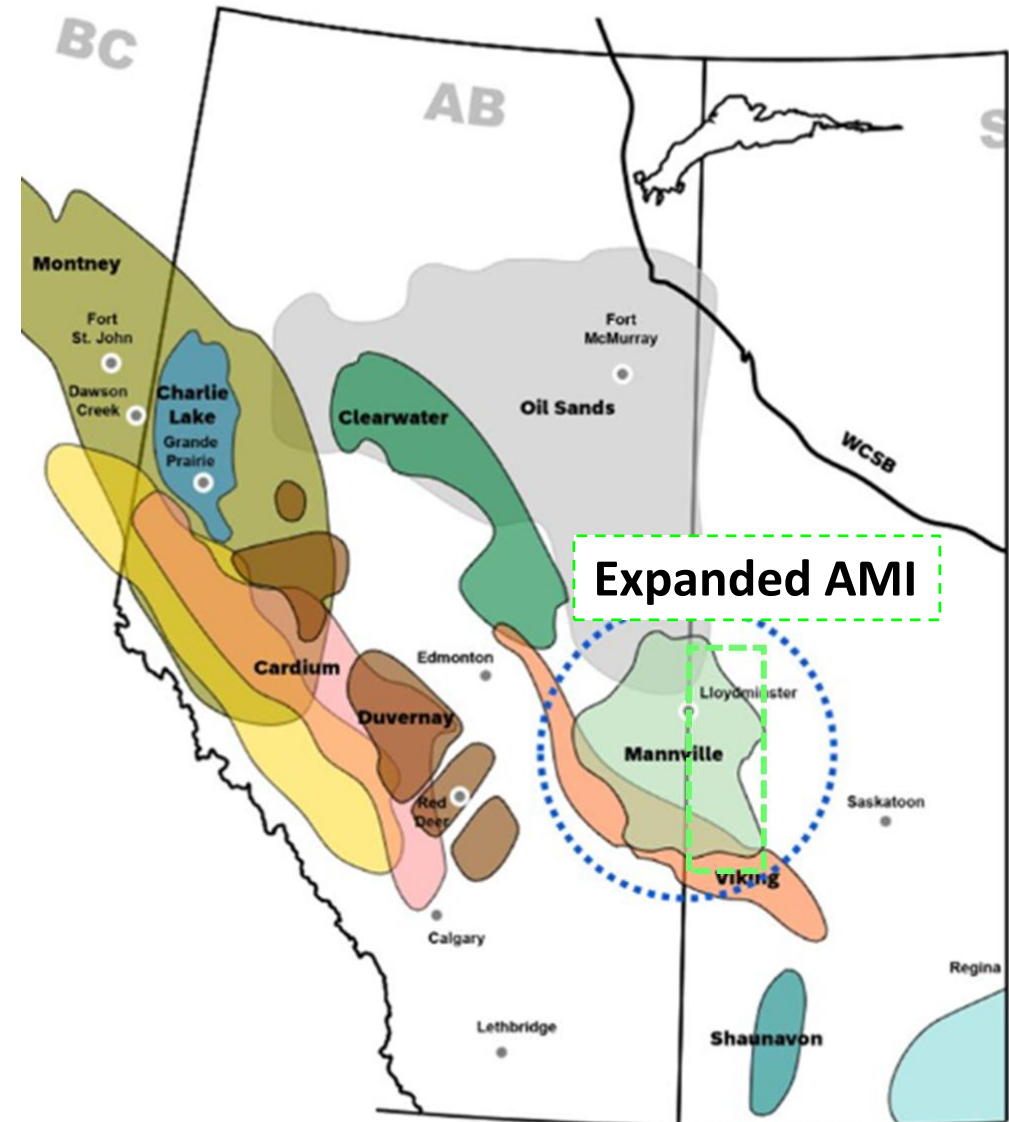 BC
AB
S
Montney
Fort
St. John
Dawson
Creek
Charlie
Lake
Grande
Prairie
Clearwater
Fort
McMurray
Oil Sands
WCSB
Expanded AMI
Edmonton
Cardium
Duvernay
Lloydminster
Mannville
Red
Deer
Saskatoon
Viking
Calgary
Regina
Lethbridge
Shaunavon